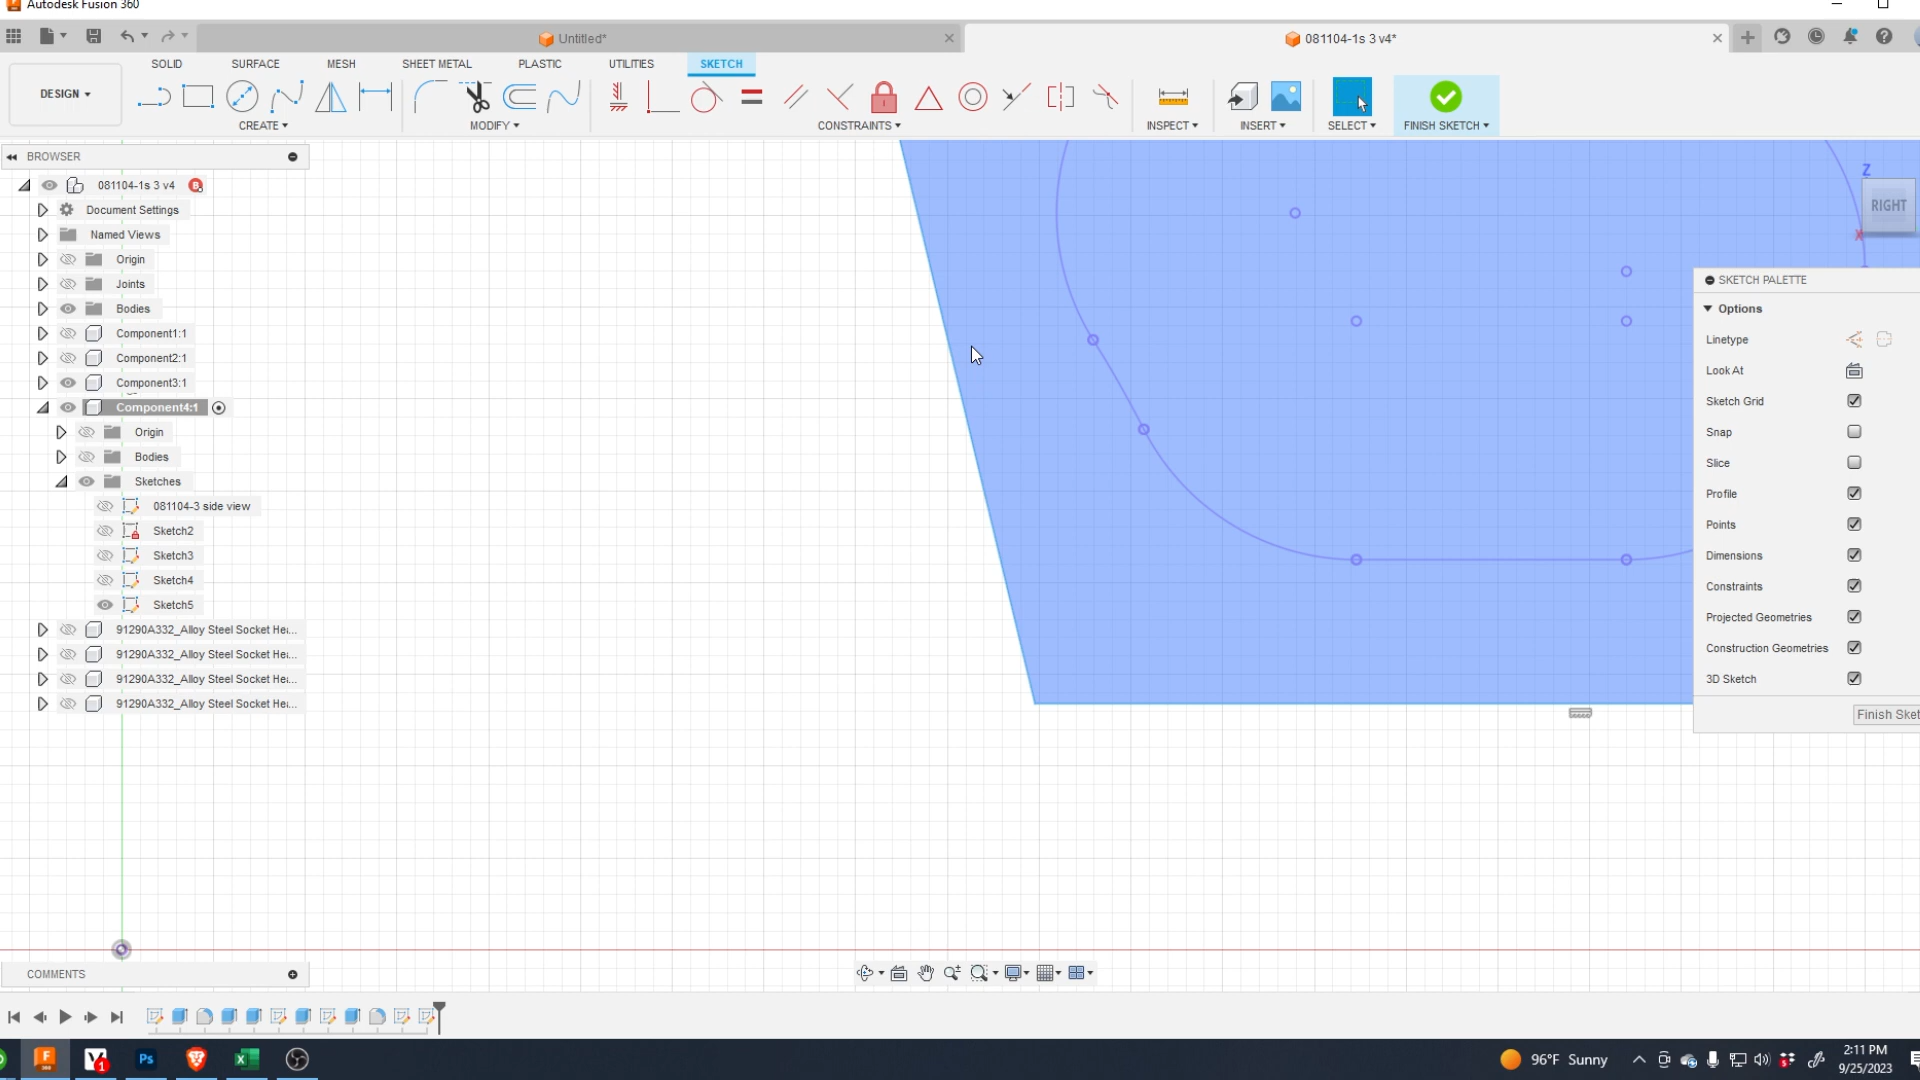 Autodesk Fusion 360
Untitled*
081104-1s 3 v4*
SOLID SURFACE MESH SHEET METAL PLASTIC UTILITIES SKETCH
DESIGN
CREATE MODIFY CONSTRAINTS INSPECT INSERT SELECT FINISH SKETCH
BROWSER
081104-1s 3 v4
Document Settings
Named Views
Origin
Joints
Bodies
Component1:1
Component2:1
Component3:1
Component4:1
Origin
Bodies
Sketches
081104-3 side view
Sketch2
Sketch3
Sketch4
Sketch5
91290A332_Alloy Steel Socket He...
91290A332_Alloy Steel Socket He...
91290A332_Alloy Steel Socket He...
91290A332_Alloy Steel Socket He...
Z
RIGHT
X
SKETCH PALETTE
Options
Linetype
Look At
Sketch Grid
Snap
Slice
Profile
Points
Dimensions
Constraints
Projected Geometries
Construction Geometries
3D Sketch
Finish Sket
COMMENTS
F
360
V
1
Ps
X
96°F Sunny
2:11 PM
9/25/2023